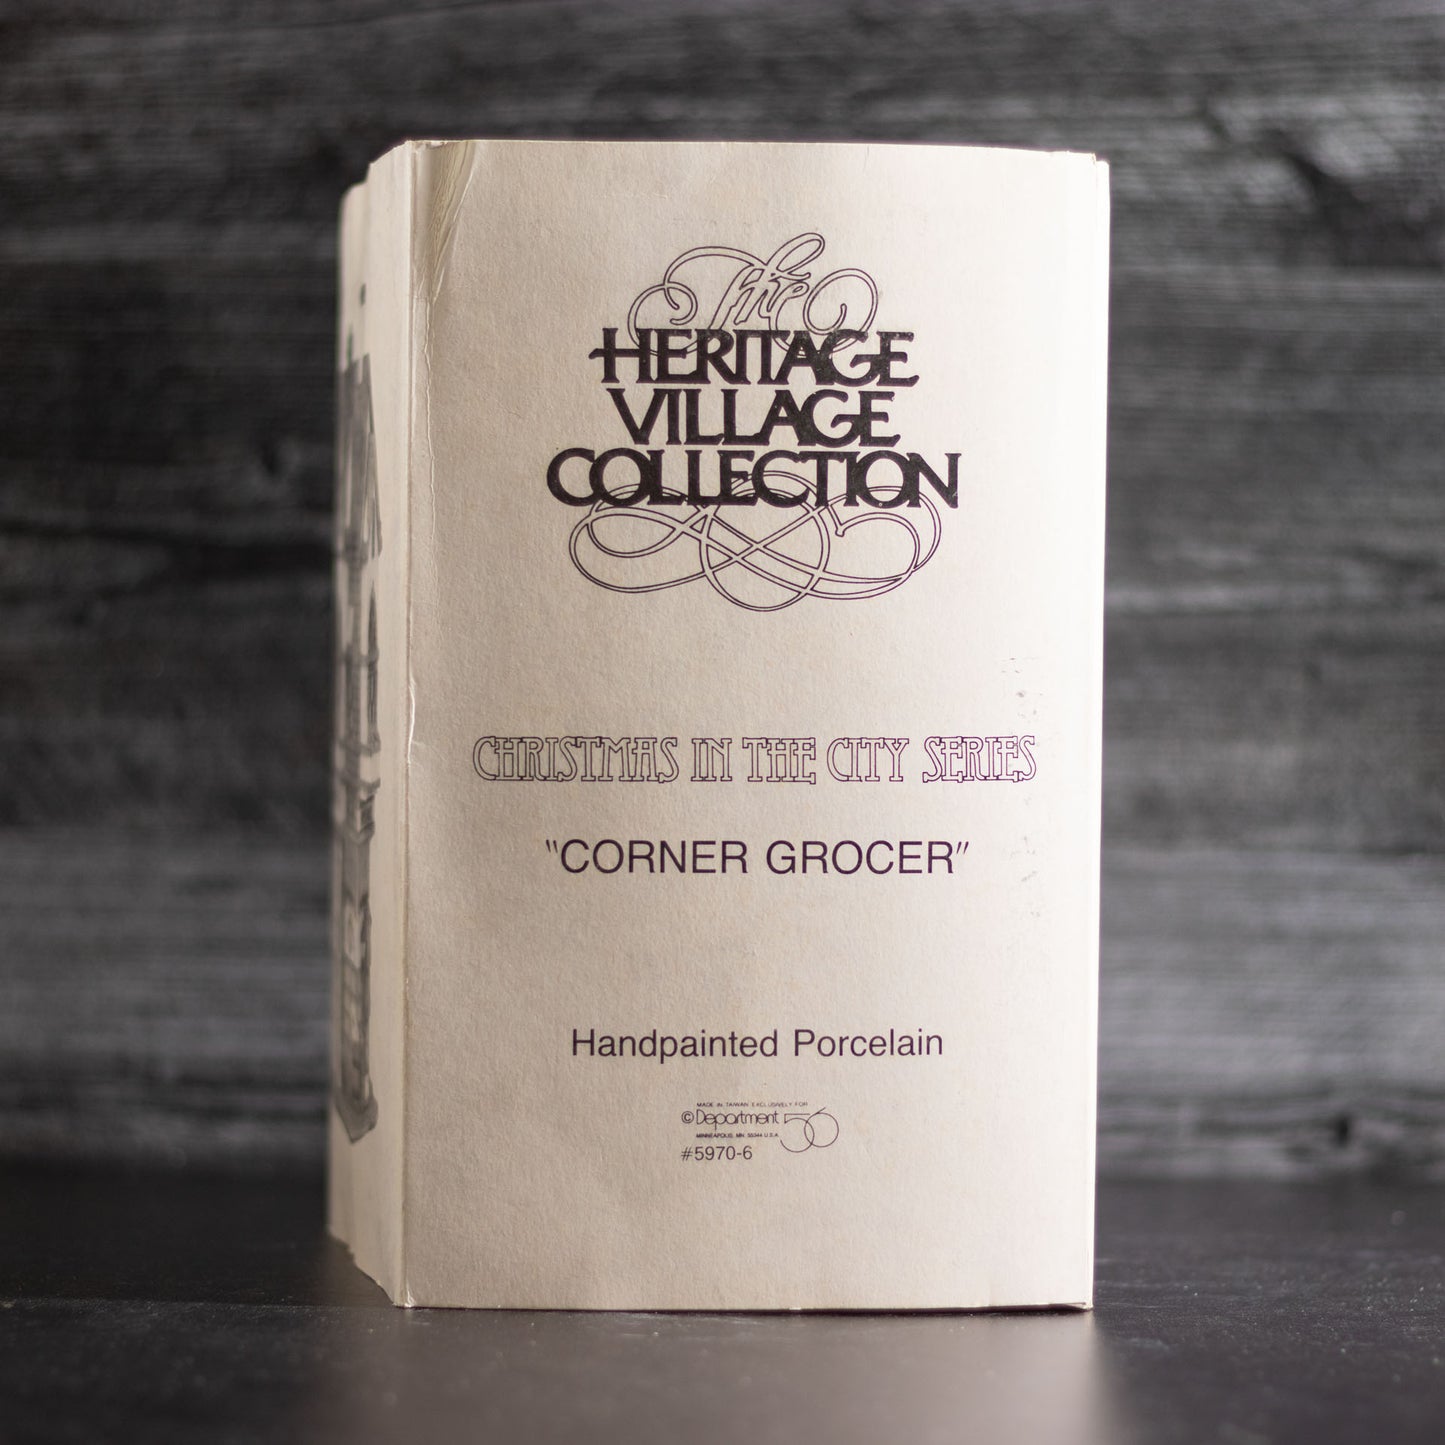 The
HERITAGE
VILLAGE
COLLECTION
CHRISTMAS IN THE CITY SERIES
"CORNER GROCER"
Handpainted Porcelain
MADE IN TAIWAN EXCLUSIVELY FOR
©Department 56
MINNEAPOLIS, MN. 55344 U.S.A.
#5970-6